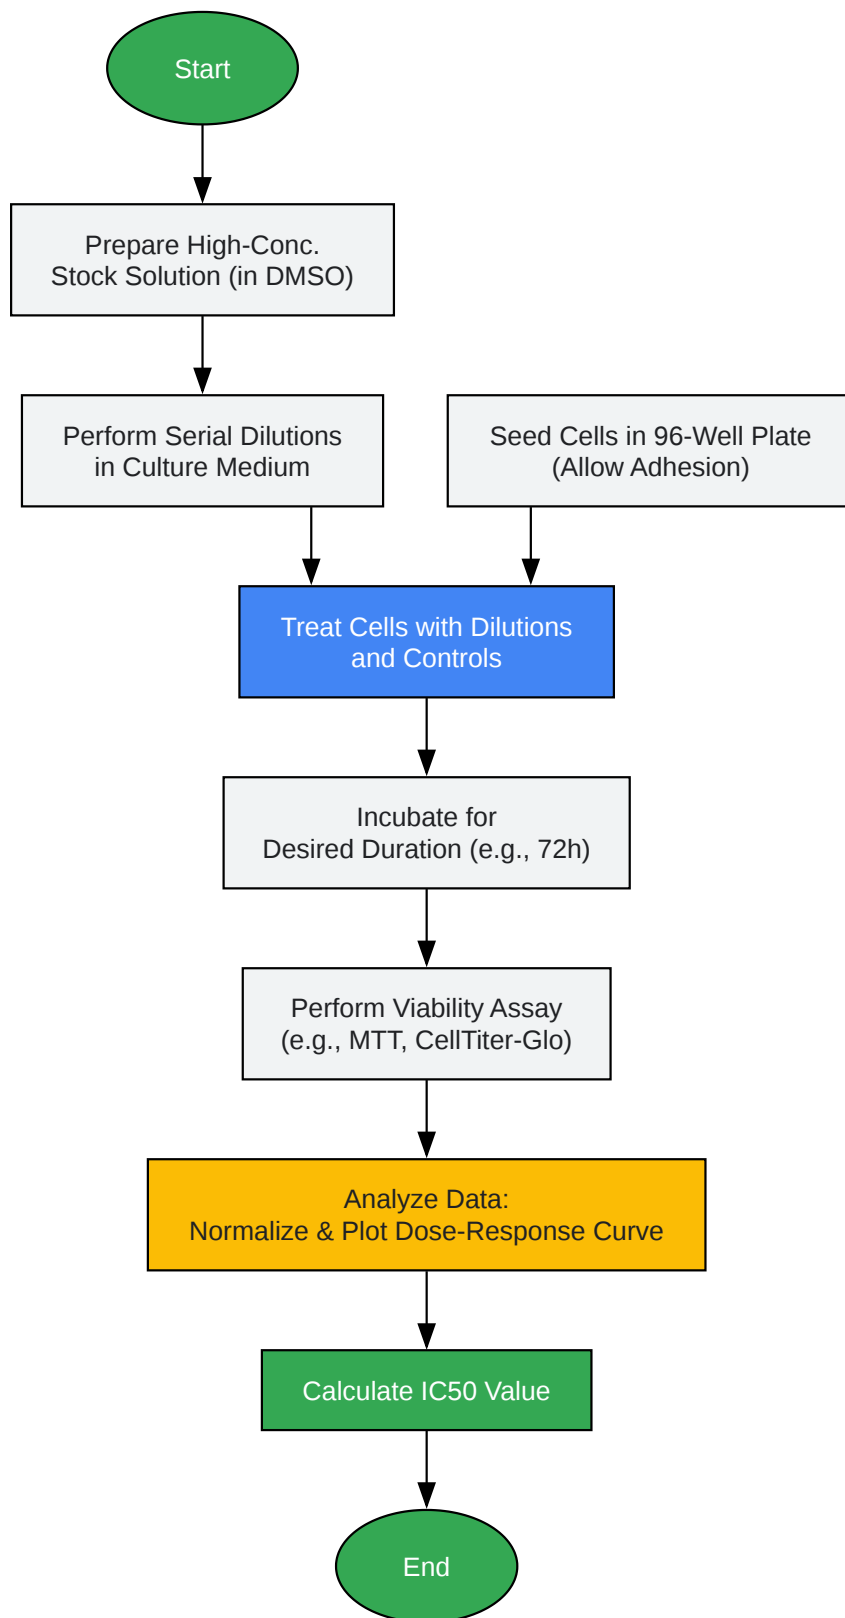 Start
Prepare High-Conc.
Stock Solution (in DMSO)
Perform Serial Dilutions
in Culture Medium
Seed Cells in 96-Well Plate
(Allow Adhesion)
Treat Cells with Dilutions
and Controls
Incubate for
Desired Duration (e.g., 72h)
Perform Viability Assay
(e.g., MTT, CellTiter-Glo)
Analyze Data:
Normalize & Plot Dose-Response Curve
Calculate IC50 Value
End